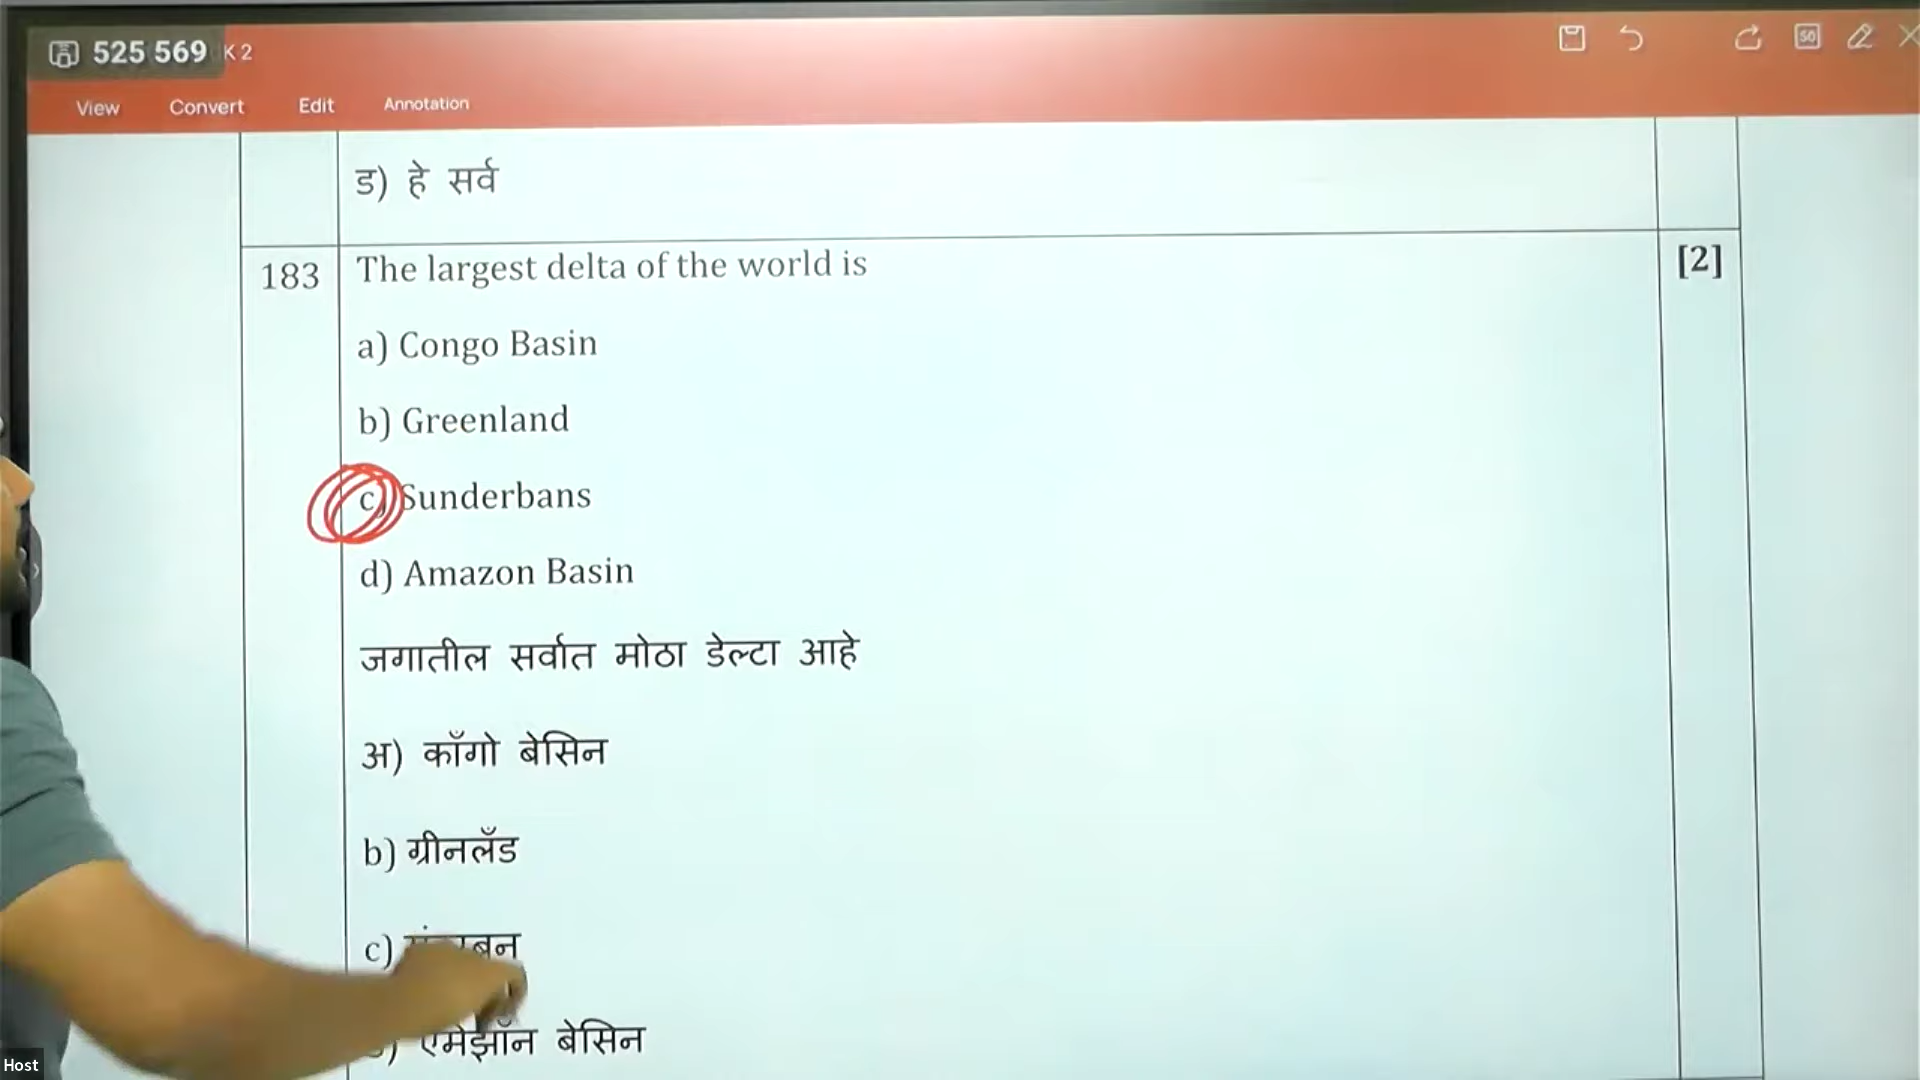 525 569 K 2
View Convert Edit Annotation
ड) हे सर्व
183 The largest delta of the world is [2]
a) Congo Basin
b) Greenland
c) Sunderbans
d) Amazon Basin
जगातील सर्वात मोठा डेल्टा आहे
अ) काँगो बेसिन
b) ग्रीनलँड
c)
एमेझॉन बेसिन
Host